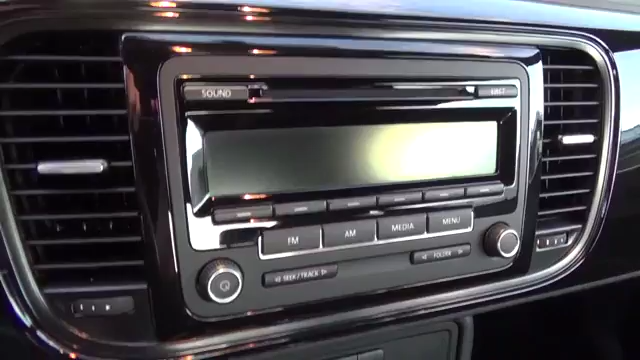 SOUND EJECT
FM AM MEDIA MENU
◁ SEEK / TRACK ▷ ◁ FOLDER ▷